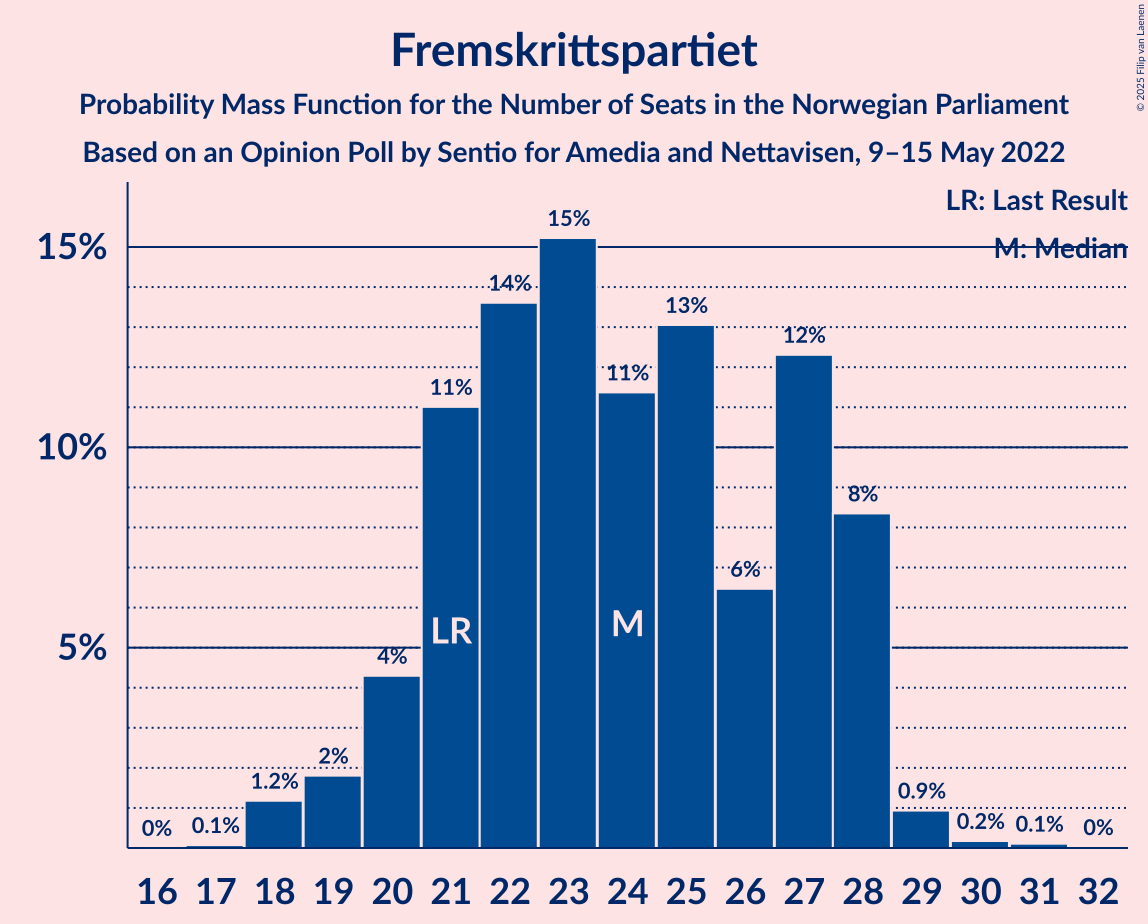 Fremskrittspartiet
Probability Mass Function for the Number of Seats in the Norwegian Parliament
Based on an Opinion Poll by Sentio for Amedia and Nettavisen, 9–15 May 2022
© 2025 Filip van Laenen
LR: Last Result
M: Median
15%
10%
5%
0%
0.1%
1.2%
2%
4%
11%
14%
15%
11%
13%
6%
12%
8%
0.9%
0.2%
0.1%
0%
LR
M
16 17 18 19 20 21 22 23 24 25 26 27 28 29 30 31 32